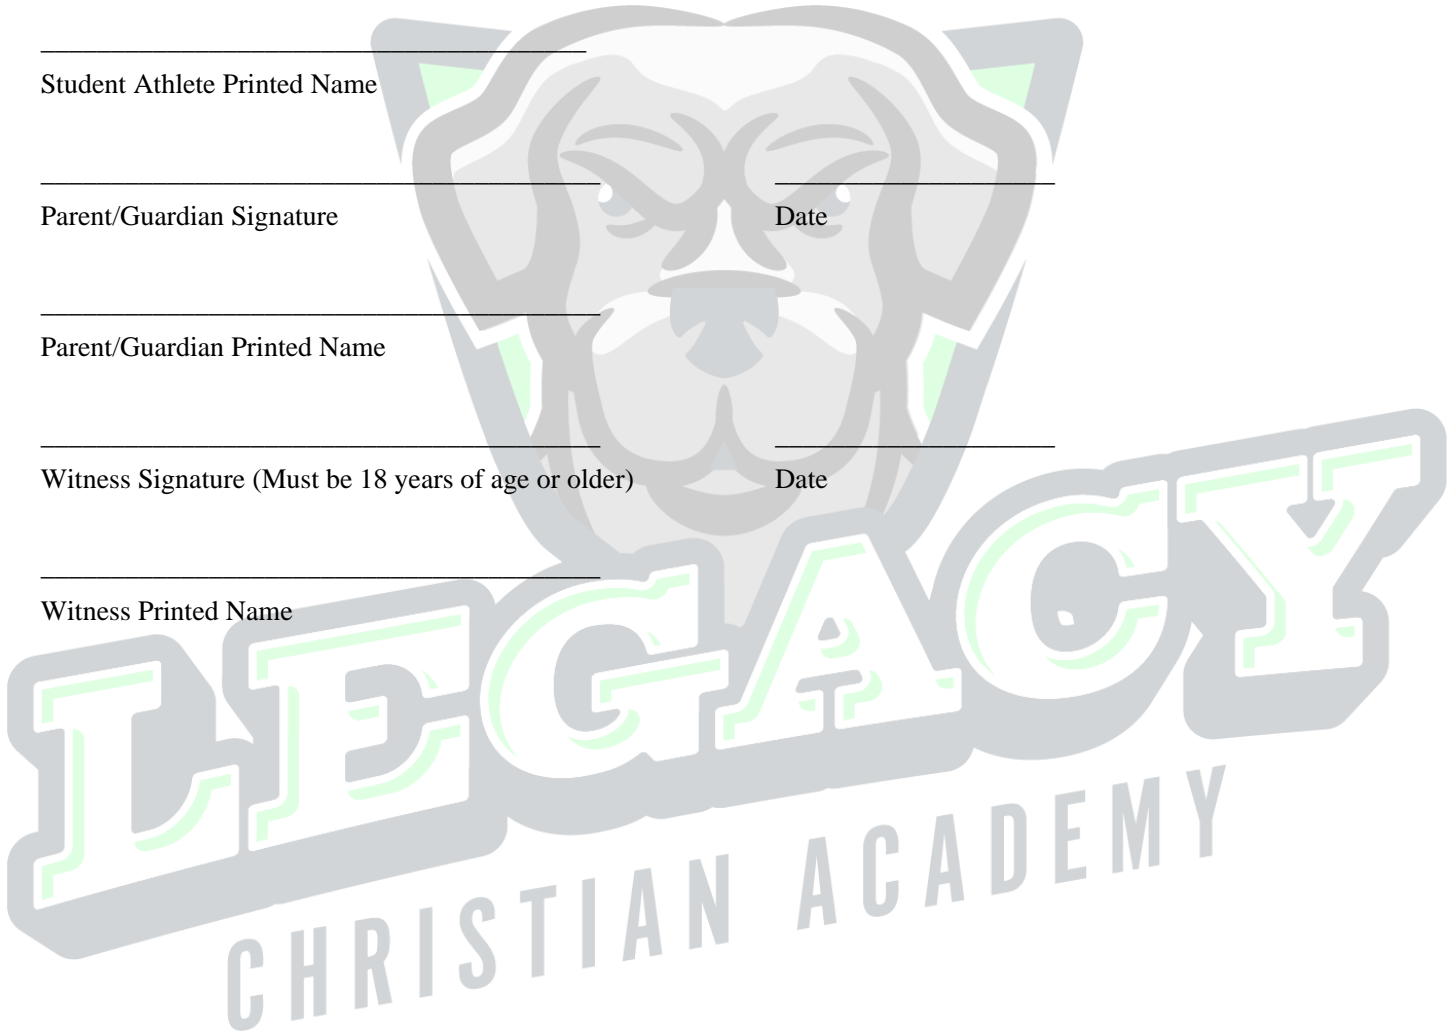 Student Athlete Printed Name
Parent/Guardian Signature Date
Parent/Guardian Printed Name
Witness Signature (Must be 18 years of age or older) Date
Witness Printed Name
LEGACY
CHRISTIAN ACADEMY